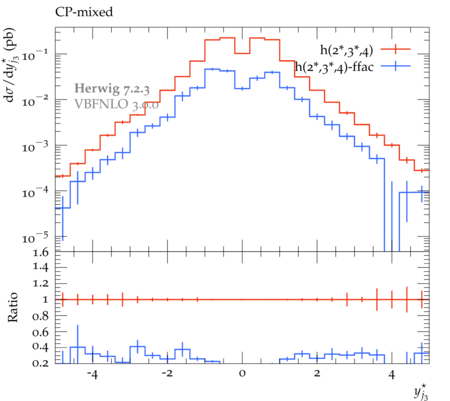 CP-mixed
dσ/dy*_{j3} (pb)
h(2*,3*,4)
h(2*,3*,4)-ffac
Herwig 7.2.3
VBFNLO 3.0.0
10⁻¹
10⁻²
10⁻³
10⁻⁴
10⁻⁵
Ratio
1.6
1.4
1.2
1
0.8
0.6
0.4
0.2
-4 -2 0 2 4
y*_{j3}